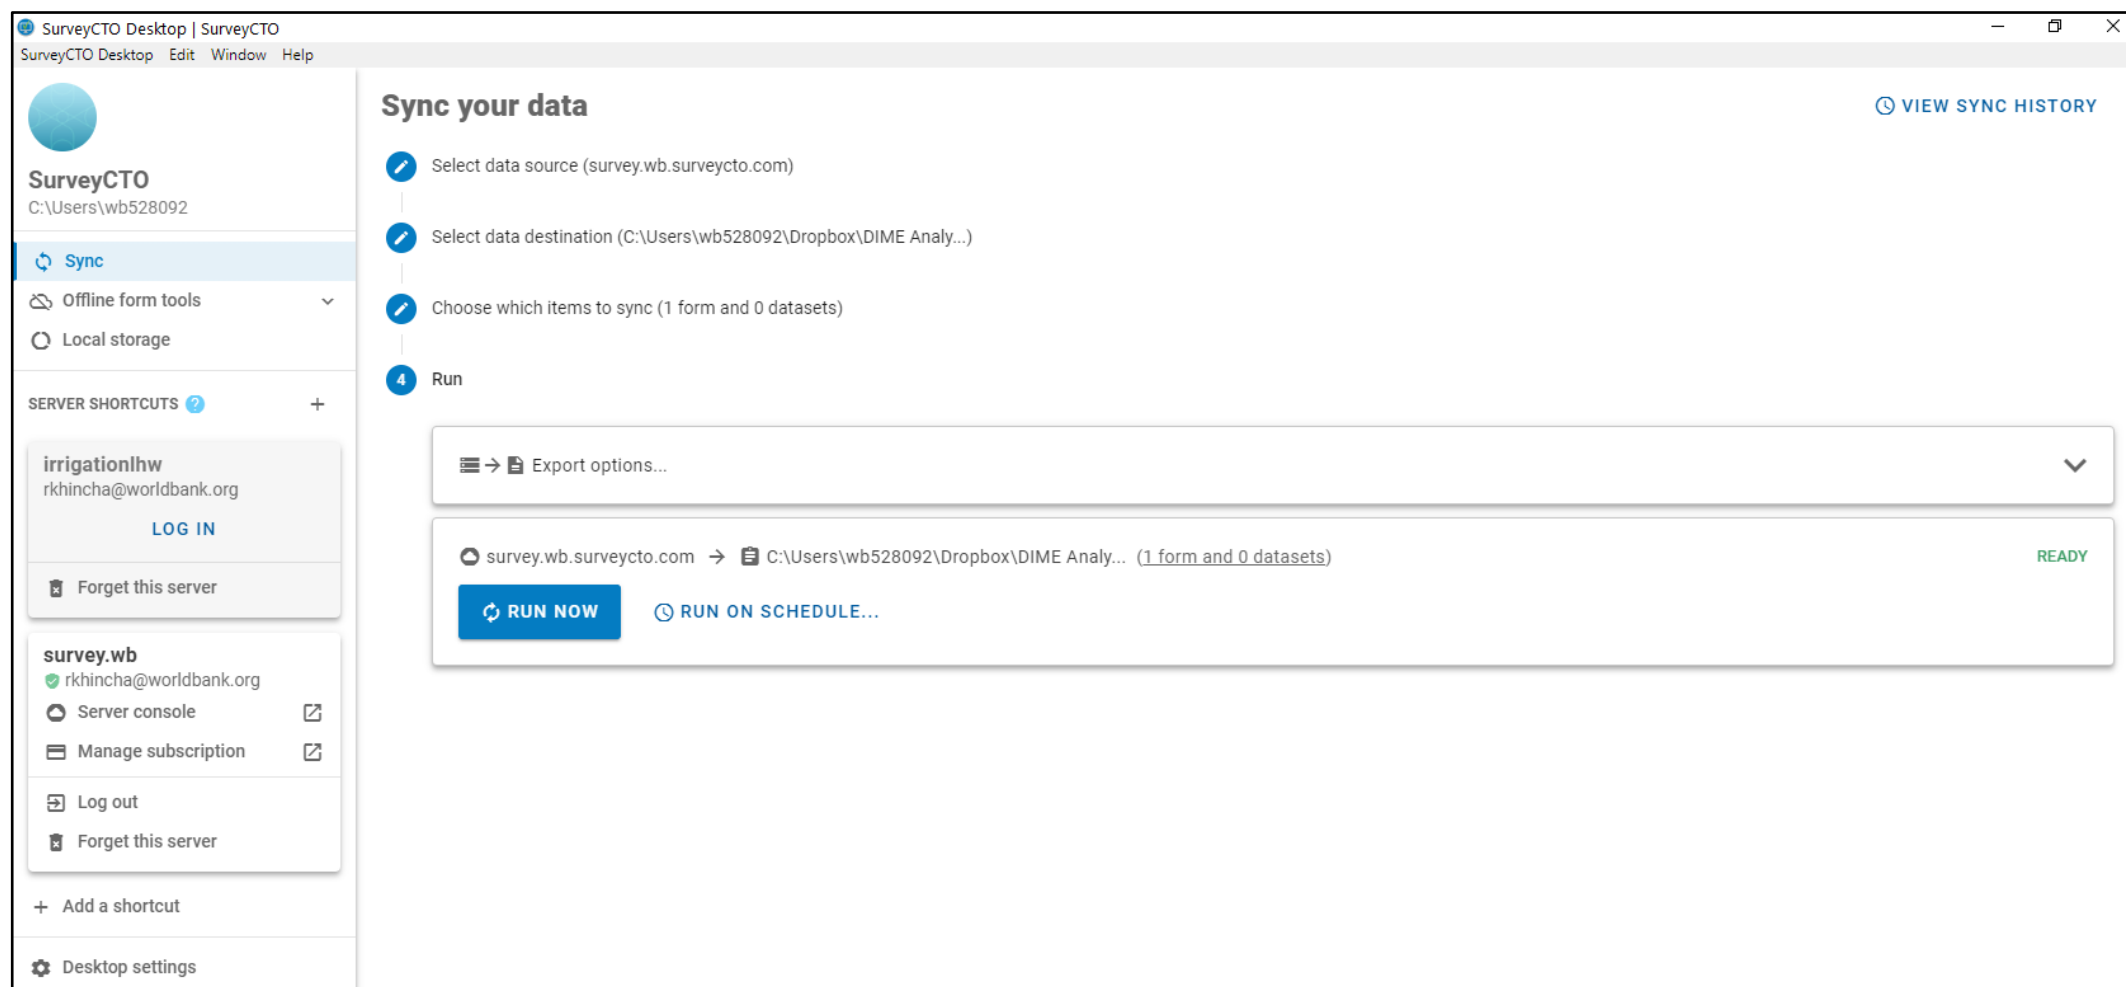 SurveyCTO Desktop | SurveyCTO
SurveyCTO Desktop Edit Window Help
SurveyCTO
C:\Users\wb528092
Sync
Offline form tools
Local storage
SERVER SHORTCUTS ? +
irrigationlhw
rkhincha@worldbank.org
LOG IN
Forget this server
survey.wb
rkhincha@worldbank.org
Server console
Manage subscription
Log out
Forget this server
+ Add a shortcut
Desktop settings
Sync your data
VIEW SYNC HISTORY
Select data source (survey.wb.surveycto.com)
Select data destination (C:\Users\wb528092\Dropbox\DIME Analy...)
Choose which items to sync (1 form and 0 datasets)
4 Run
Export options...
survey.wb.surveycto.com → C:\Users\wb528092\Dropbox\DIME Analy... (1 form and 0 datasets) READY
RUN NOW RUN ON SCHEDULE...